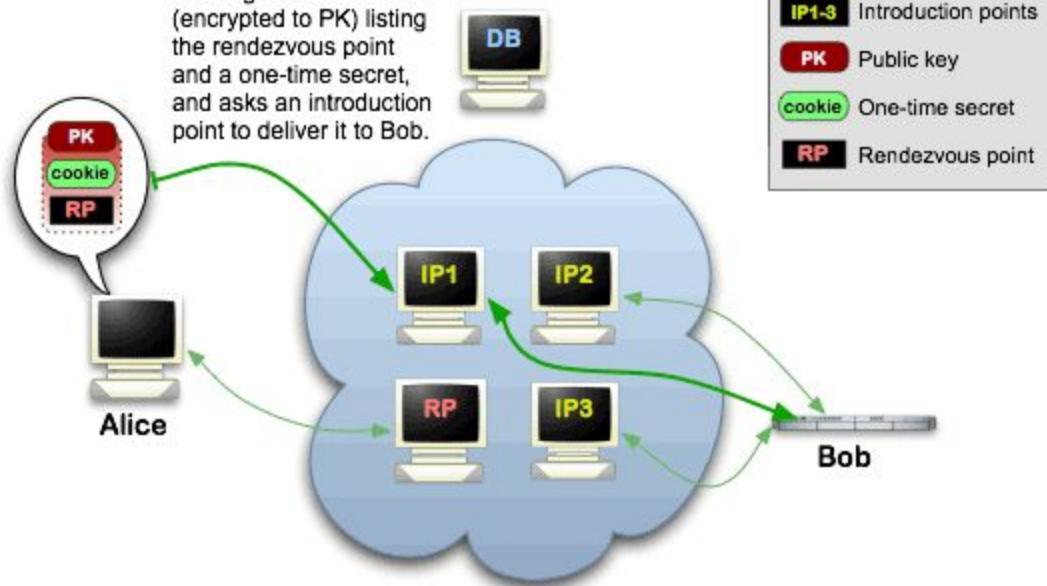 (encrypted to PK) listing
the rendezvous point
and a one-time secret,
and asks an introduction
point to deliver it to Bob.
DB
IP1-3 Introduction points
PK Public key
cookie One-time secret
RP Rendezvous point
PK
cookie
RP
IP1
IP2
RP
IP3
Alice
Bob